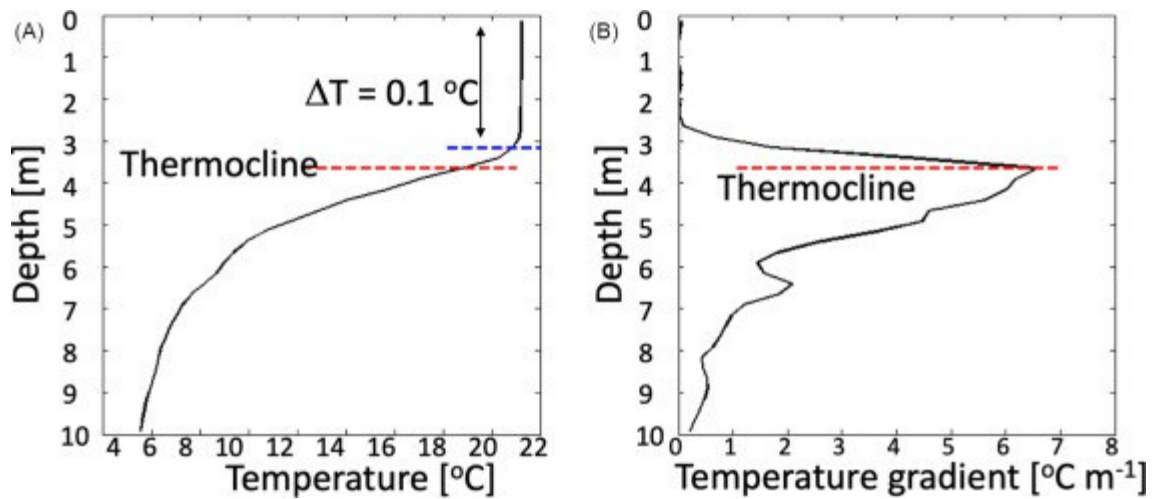 (A)
0
1
2
3
4
5
6
7
8
9
10
Depth [m]
ΔT = 0.1 °C
Thermocline
4 6 8 10 12 14 16 18 20 22
Temperature [°C]
(B)
0
1
2
3
4
5
6
7
8
9
10
Depth [m]
Thermocline
0 1 2 3 4 5 6 7 8
Temperature gradient [°C m⁻¹]